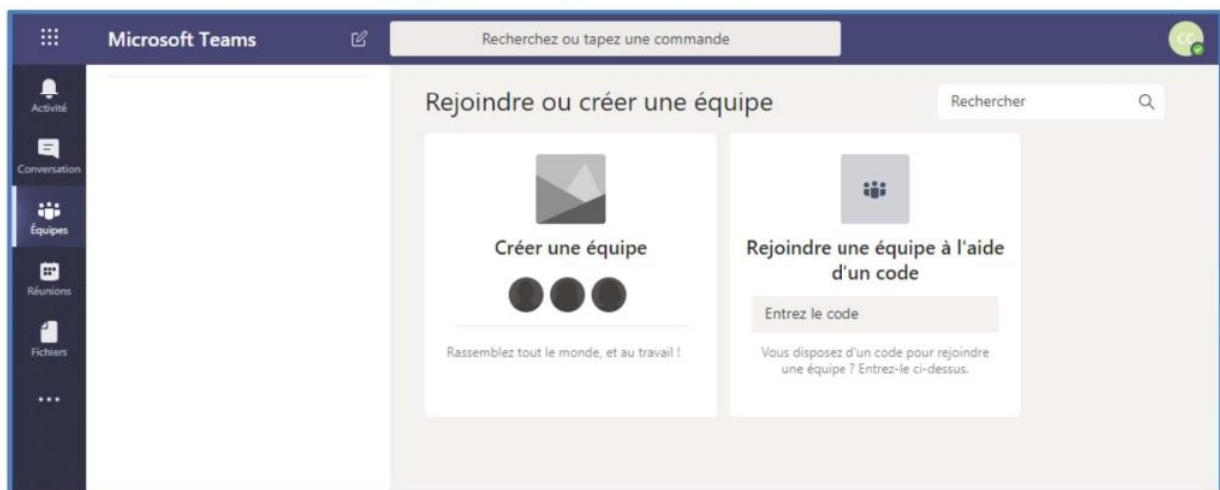 Microsoft Teams
Recherchez ou tapez une commande
CC
Activité
Conversation
Équipes
Réunions
Fichiers
Rejoindre ou créer une équipe
Rechercher
Créer une équipe
Rassemblez tout le monde, et au travail !
Rejoindre une équipe à l'aide
d'un code
Entrez le code
Vous disposez d'un code pour rejoindre
une équipe ? Entrez-le ci-dessus.